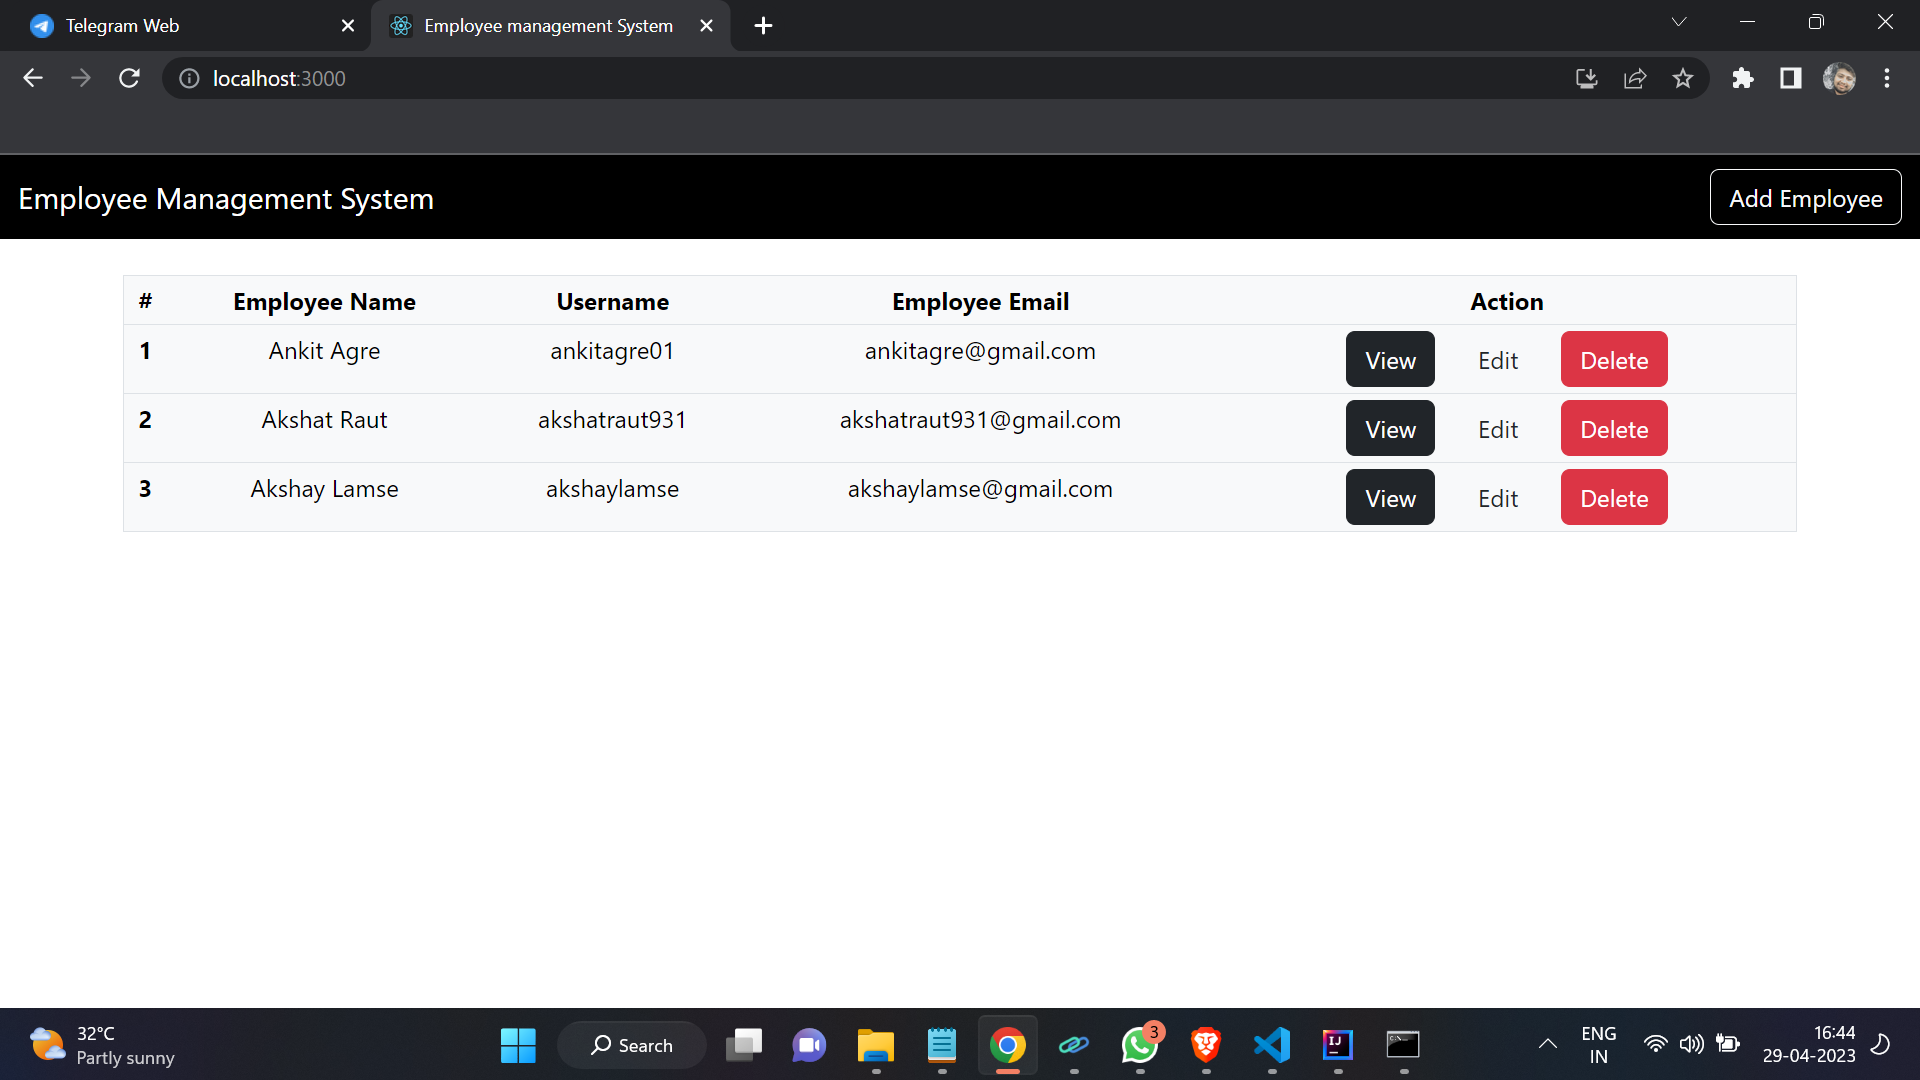 Telegram Web
Employee management System
localhost:3000
Employee Management System
Add Employee
# Employee Name Username Employee Email Action
1 Ankit Agre ankitagre01 ankitagre@gmail.com View Edit Delete
2 Akshat Raut akshatraut931 akshatraut931@gmail.com View Edit Delete
3 Akshay Lamse akshaylamse akshaylamse@gmail.com View Edit Delete
32°C
Partly sunny
Search
3
IJ
ENG
IN
16:44
29-04-2023